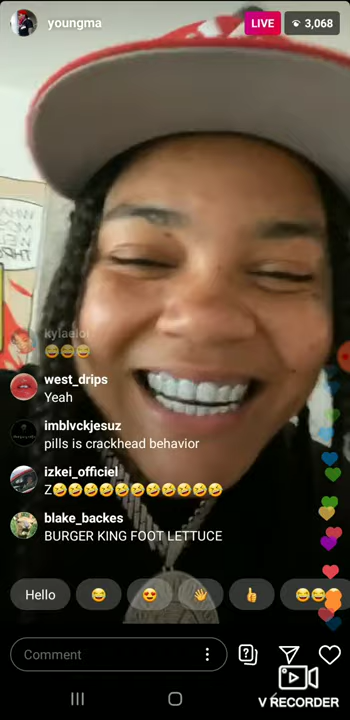 youngma
LIVE
3,068
kylaeloi
😂😂😂
west_drips
Yeah
imblvckjesuz
pills is crackhead behavior
izkei_officiel
Z🤣🤣🤣🤣🤣🤣🤣🤣🤣🤣🤣
blake_backes
BURGER KING FOOT LETTUCE
Hello
Comment
V RECORDER